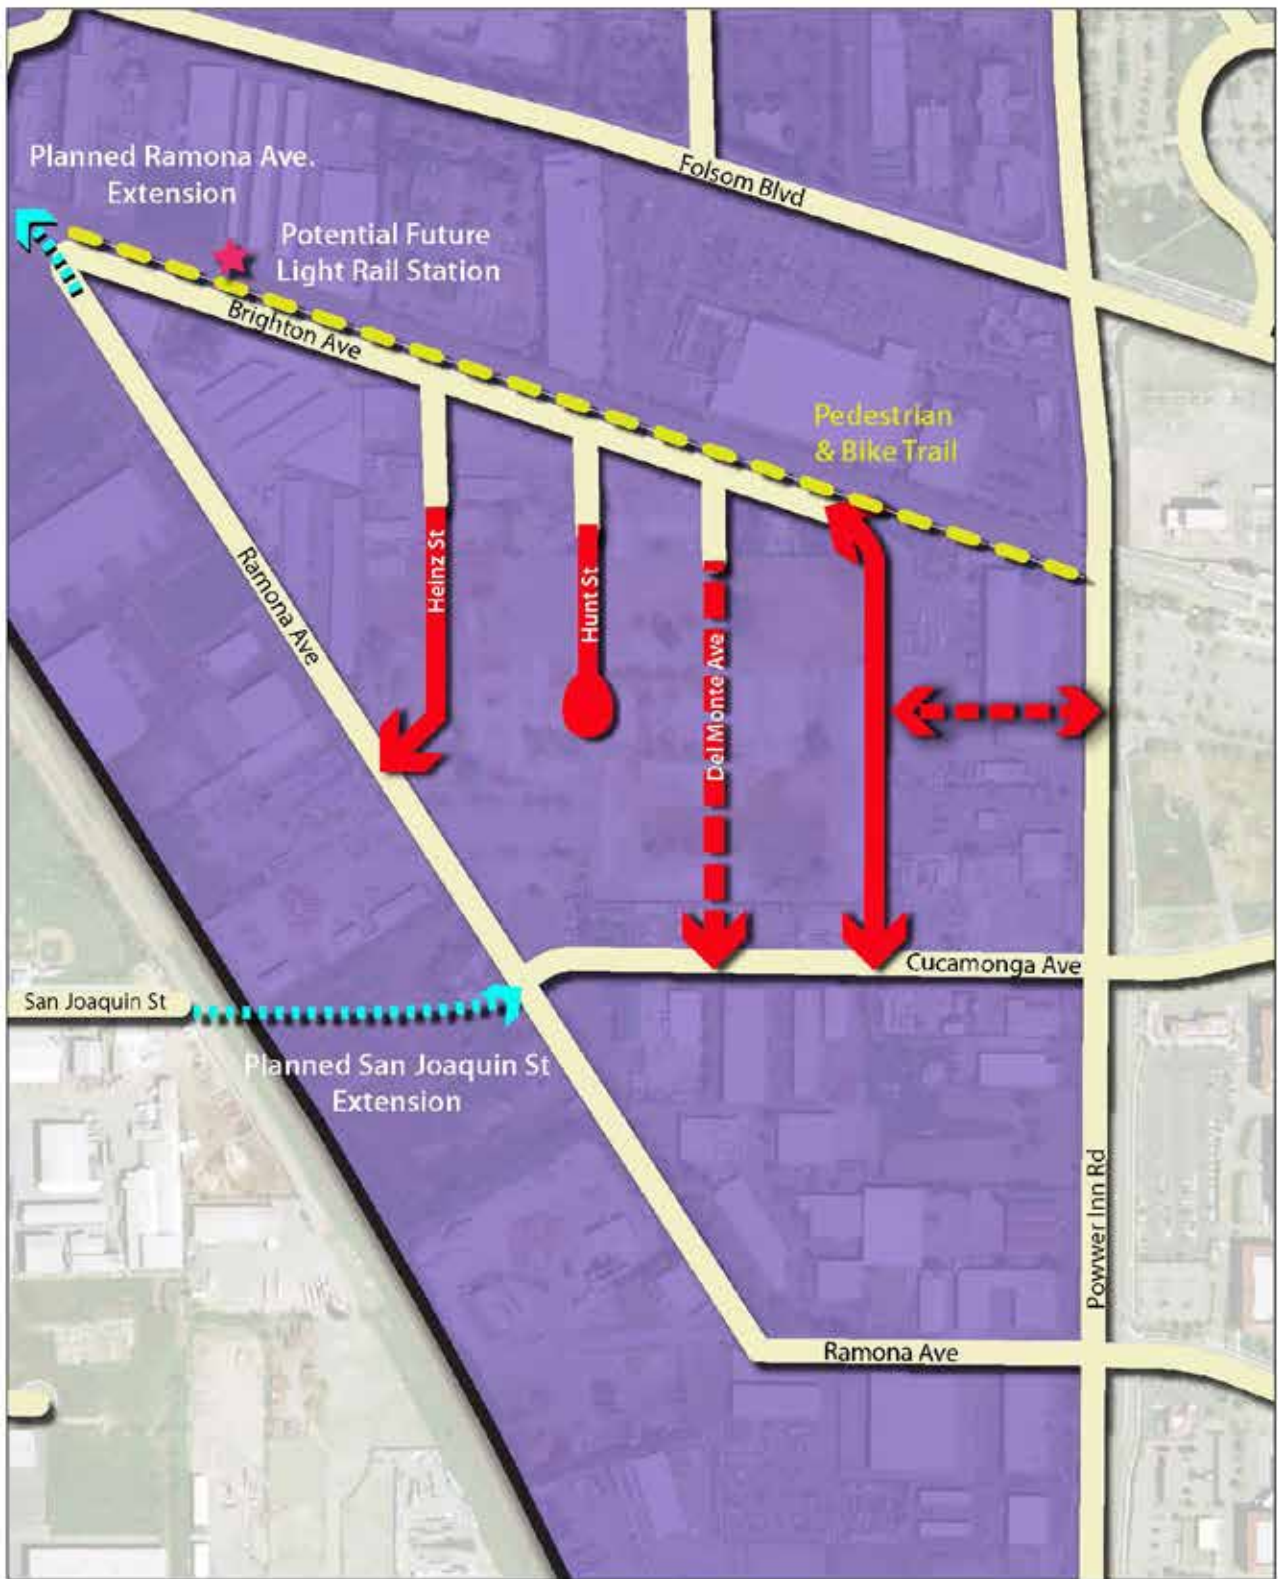 Folsom Blvd
Planned Ramona Ave.
Extension
Potential Future
Light Rail Station
Brighton Ave
Pedestrian
& Bike Trail
Ramona Ave
Heinz St
Hunt St
Del Monte Ave
Cucamonga Ave
San Joaquin St
Planned San Joaquin St
Extension
Powwer Inn Rd
Ramona Ave